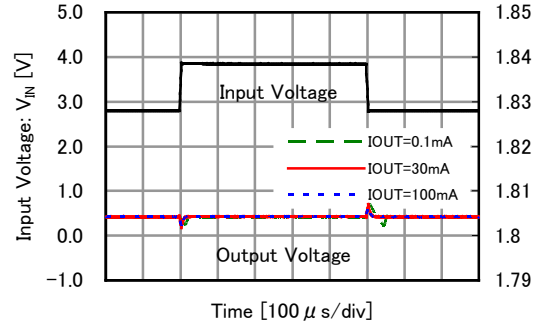 5.0
4.0
3.0
2.0
1.0
0.0
-1.0
Input Voltage: VIN [V]
1.85
1.84
1.83
1.82
1.81
1.8
1.79
Input Voltage
IOUT=0.1mA
IOUT=30mA
IOUT=100mA
Output Voltage
Time [100 μ s/div]